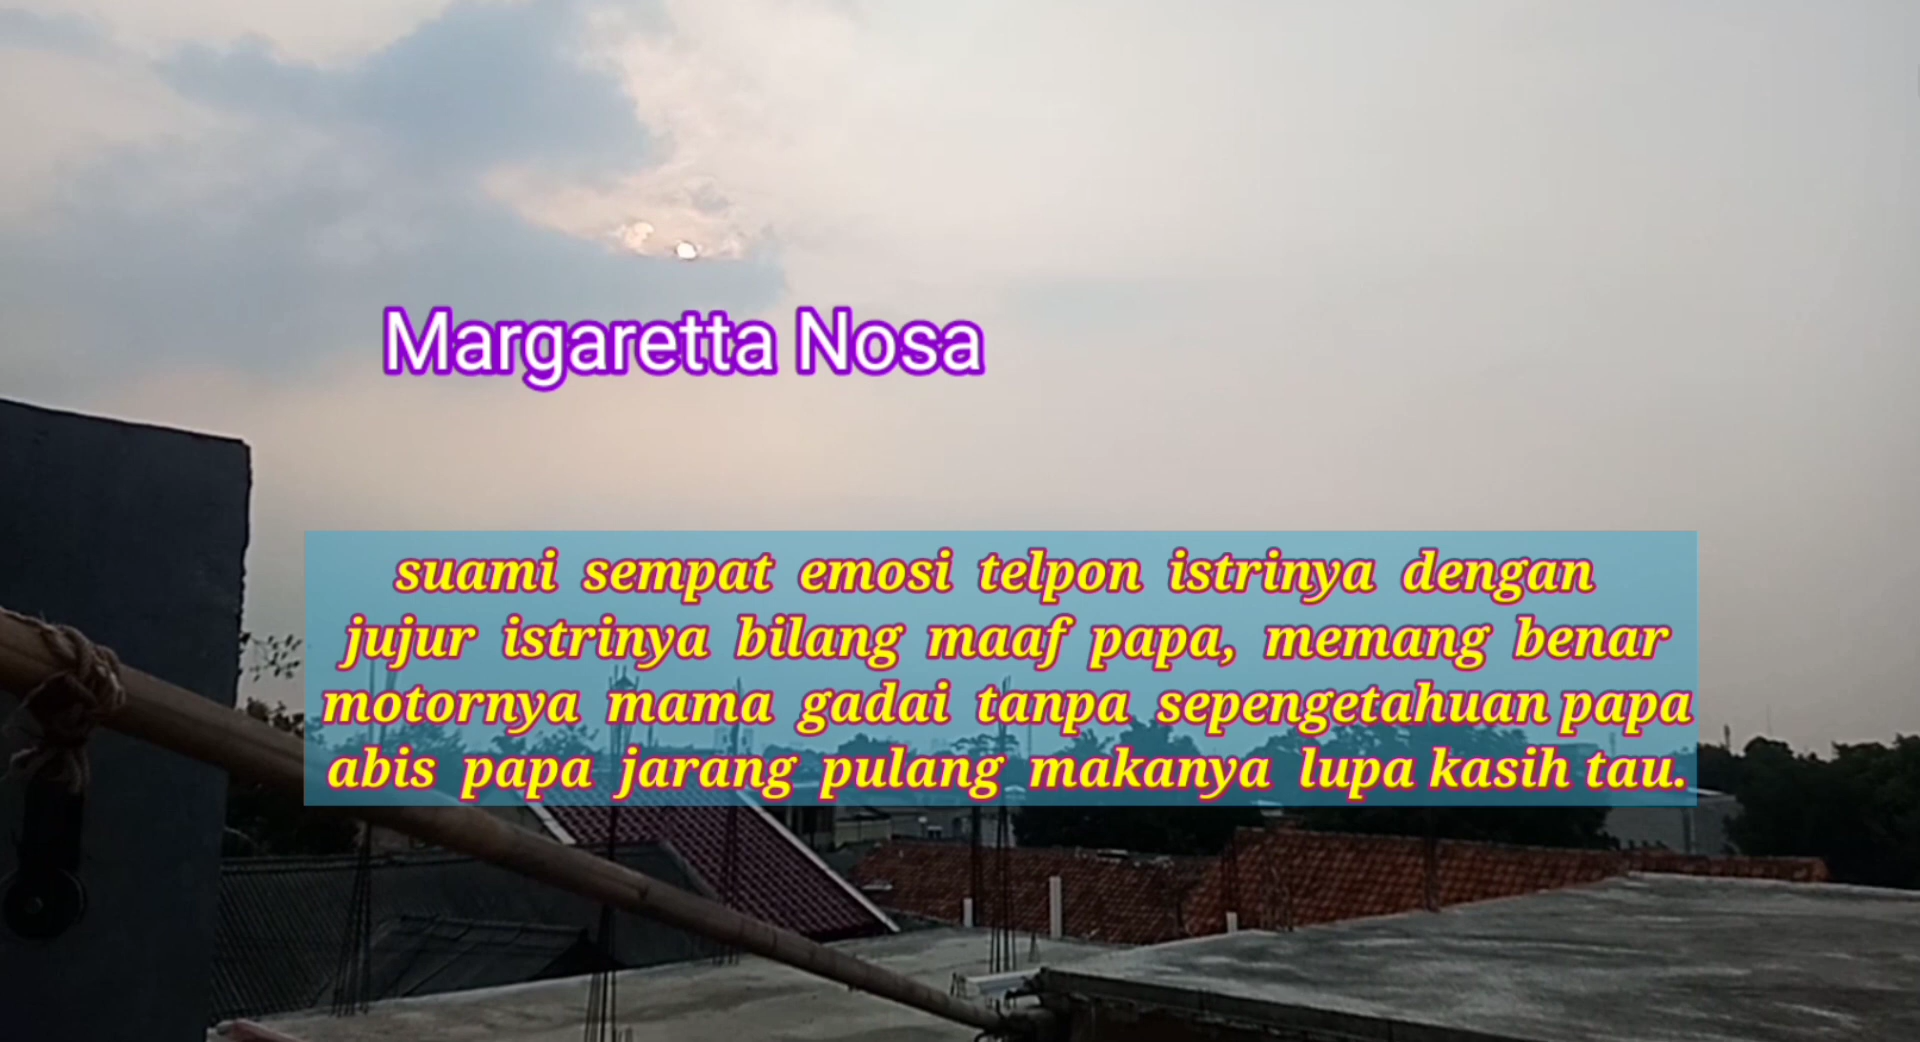 Margaretta Nosa
suami sempat emosi telpon istrinya dengan
jujur istrinya bilang maaf papa, memang benar
motornya mama gadai tanpa sepengetahuan papa
abis papa jarang pulang makanya lupa kasih tau.